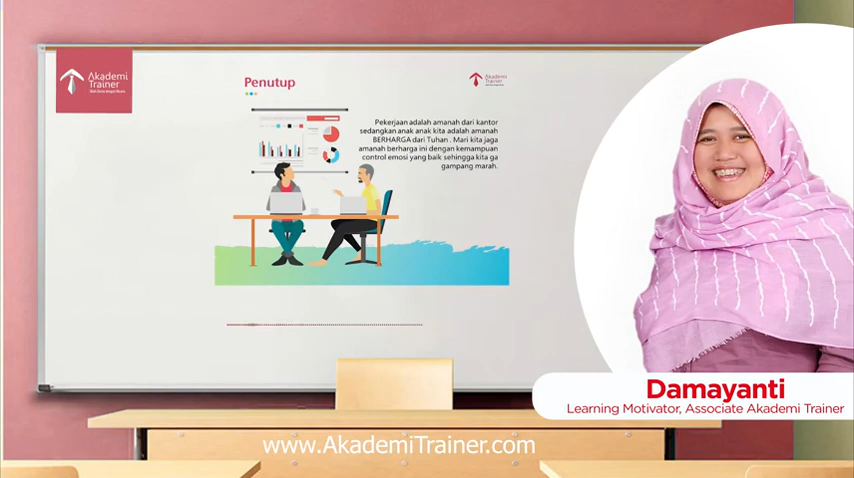 Akademi
Trainer
Penutup
Akademi
Trainer
Pekerjaan adalah amanah dari kantor
sedangkan anak anak kita adalah amanah
BERHARGA dari Tuhan . Mari kita jaga
amanah berharga ini dengan kemampuan
control emosi yang baik sehingga kita ga
gampang marah.
Damayanti
Learning Motivator, Associate Akademi Trainer
www.AkademiTrainer.com